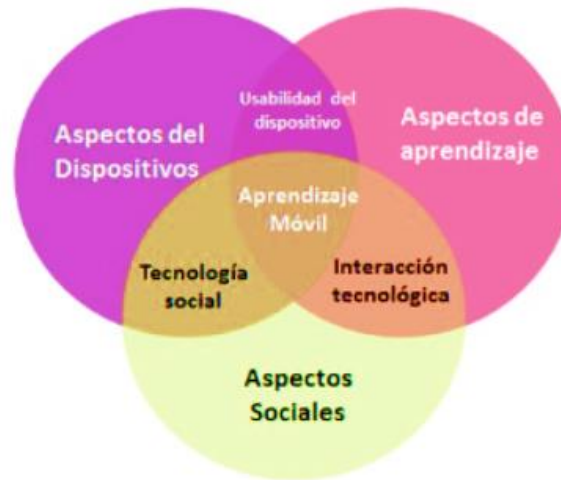 Usabilidad del
dispositivo
Aspectos del
Dispositivos
Aspectos de
aprendizaje
Aprendizaje
Móvil
Tecnología
social
Interacción
tecnológica
Aspectos
Sociales